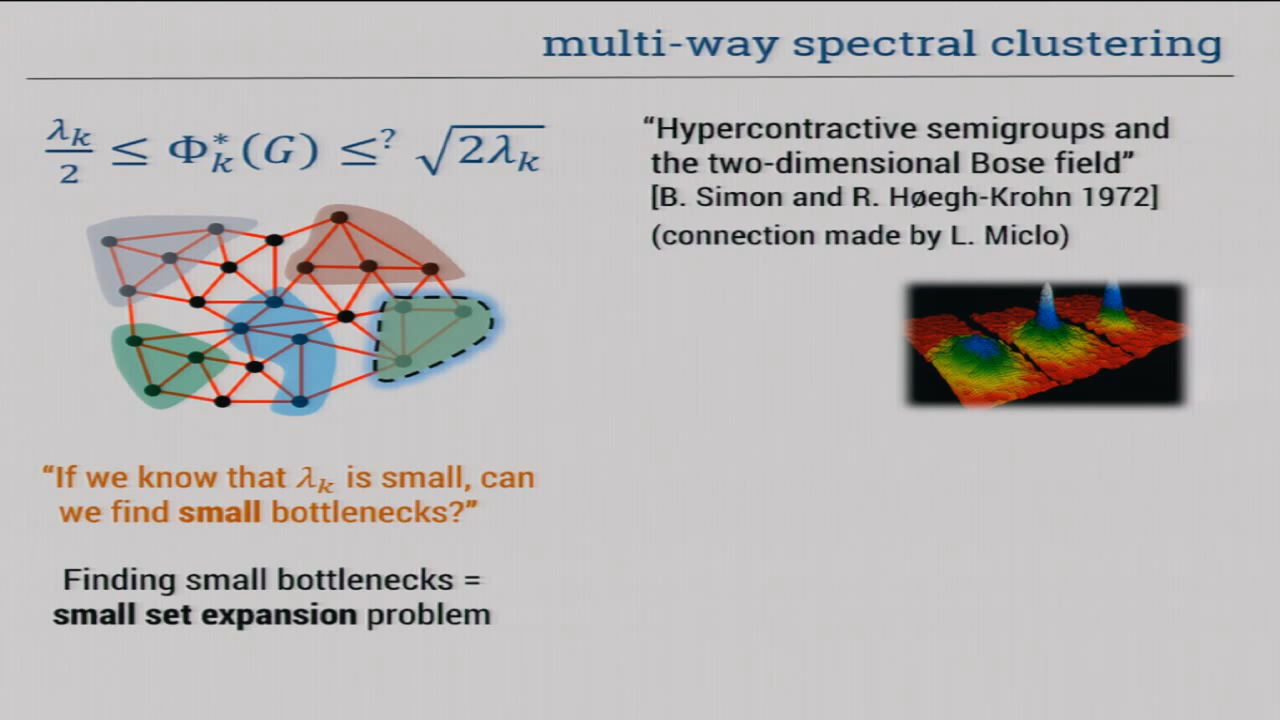 multi-way spectral clustering
λk/2 ≤ Φ*k(G) ≤? √2λk
“Hypercontractive semigroups and
the two-dimensional Bose field”
[B. Simon and R. Høegh-Krohn 1972]
(connection made by L. Miclo)
“If we know that λk is small, can
we find small bottlenecks?”
Finding small bottlenecks =
small set expansion problem